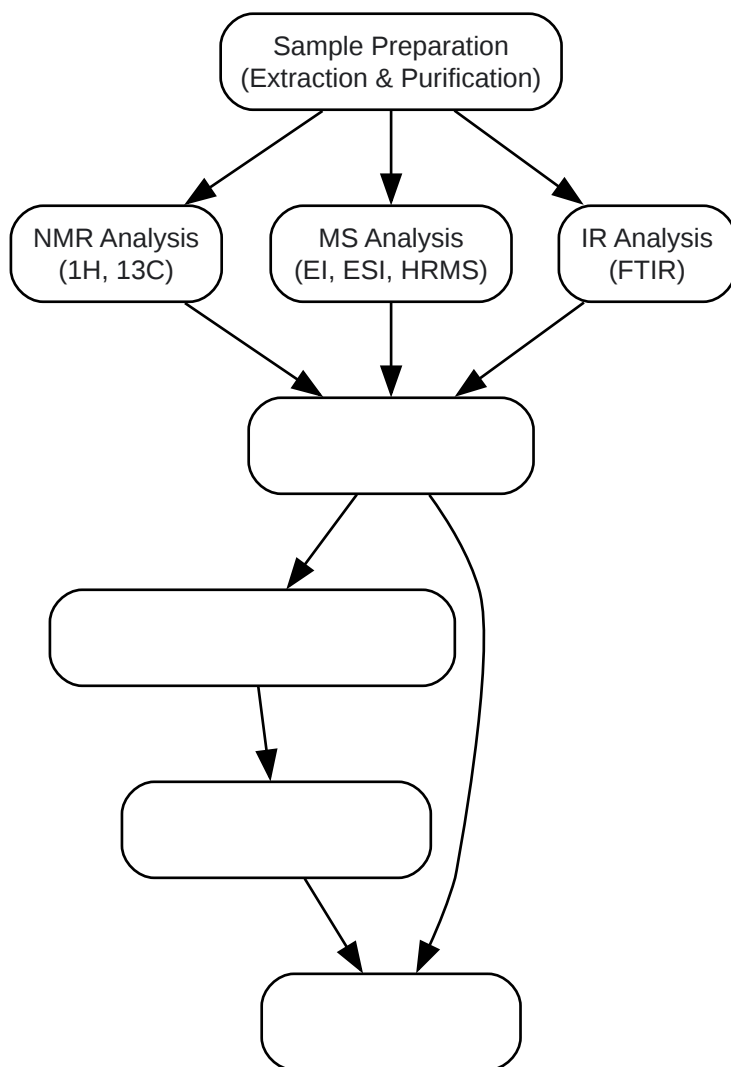 Sample Preparation
(Extraction & Purification)
NMR Analysis
(1H, 13C)
MS Analysis
(EI, ESI, HRMS)
IR Analysis
(FTIR)